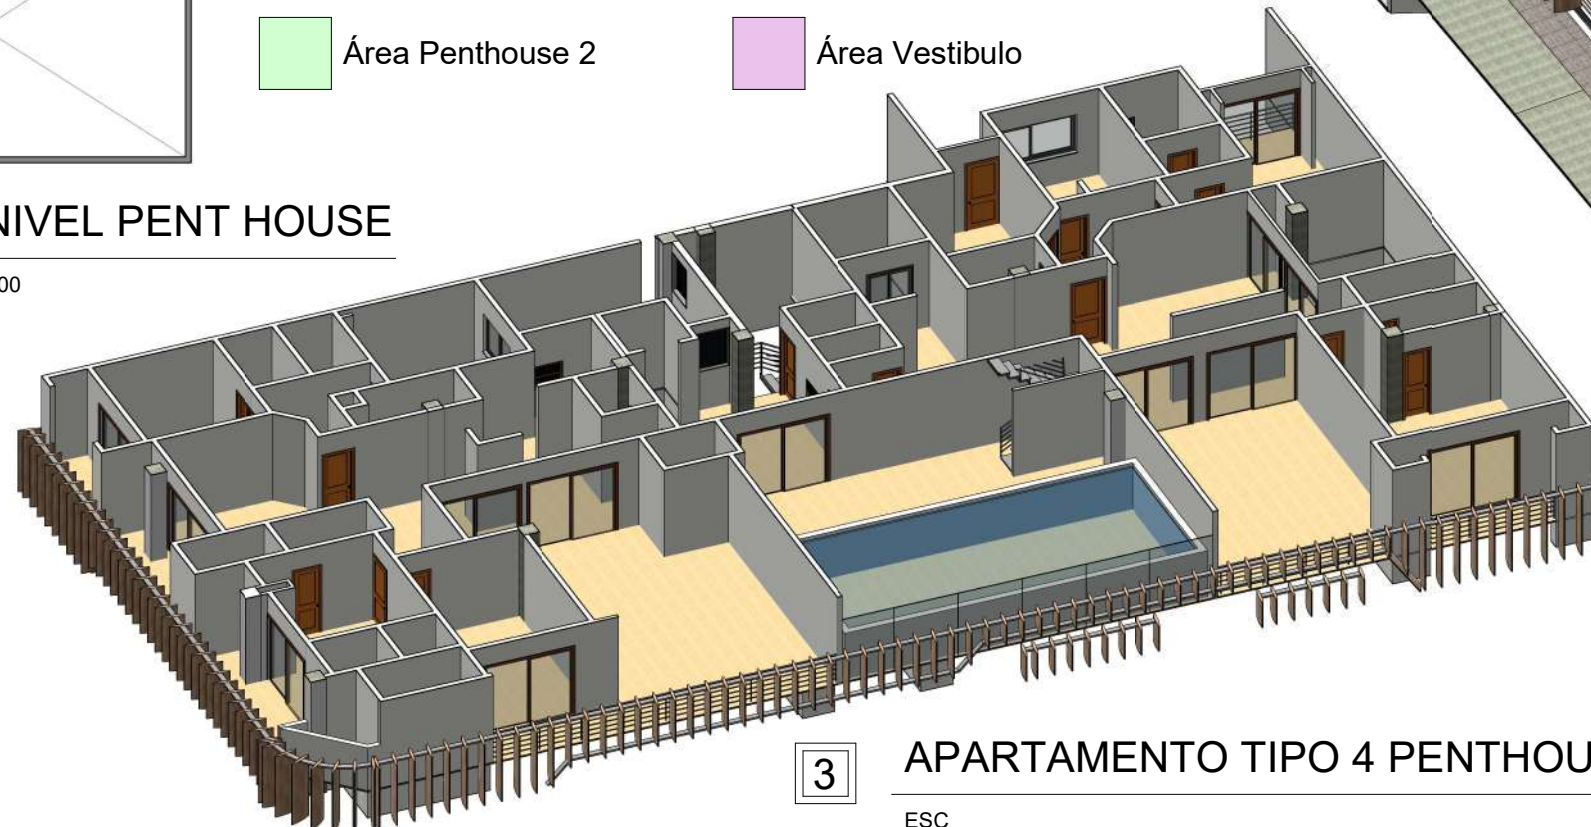 Área Penthouse 2
Área Vestibulo
NIVEL PENT HOUSE
00
3
APARTAMENTO TIPO 4 PENTHOU
ESC